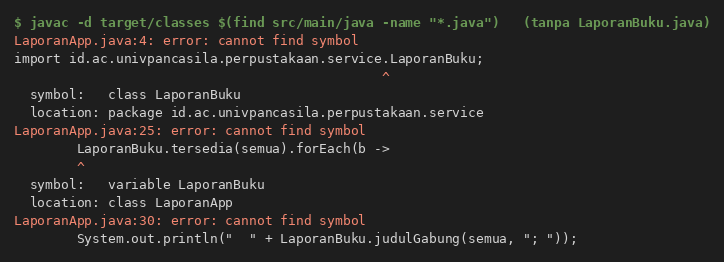 $ javac -d target/classes $(find src/main/java -name "*.java")   (tanpa LaporanBuku.java)
LaporanApp.java:4: error: cannot find symbol
import id.ac.univpancasila.perpustakaan.service.LaporanBuku;
                                               ^
  symbol:   class LaporanBuku
  location: package id.ac.univpancasila.perpustakaan.service
LaporanApp.java:25: error: cannot find symbol
        LaporanBuku.tersedia(semua).forEach(b ->
        ^
  symbol:   variable LaporanBuku
  location: class LaporanApp
LaporanApp.java:30: error: cannot find symbol
        System.out.println("  " + LaporanBuku.judulGabung(semua, "; "));